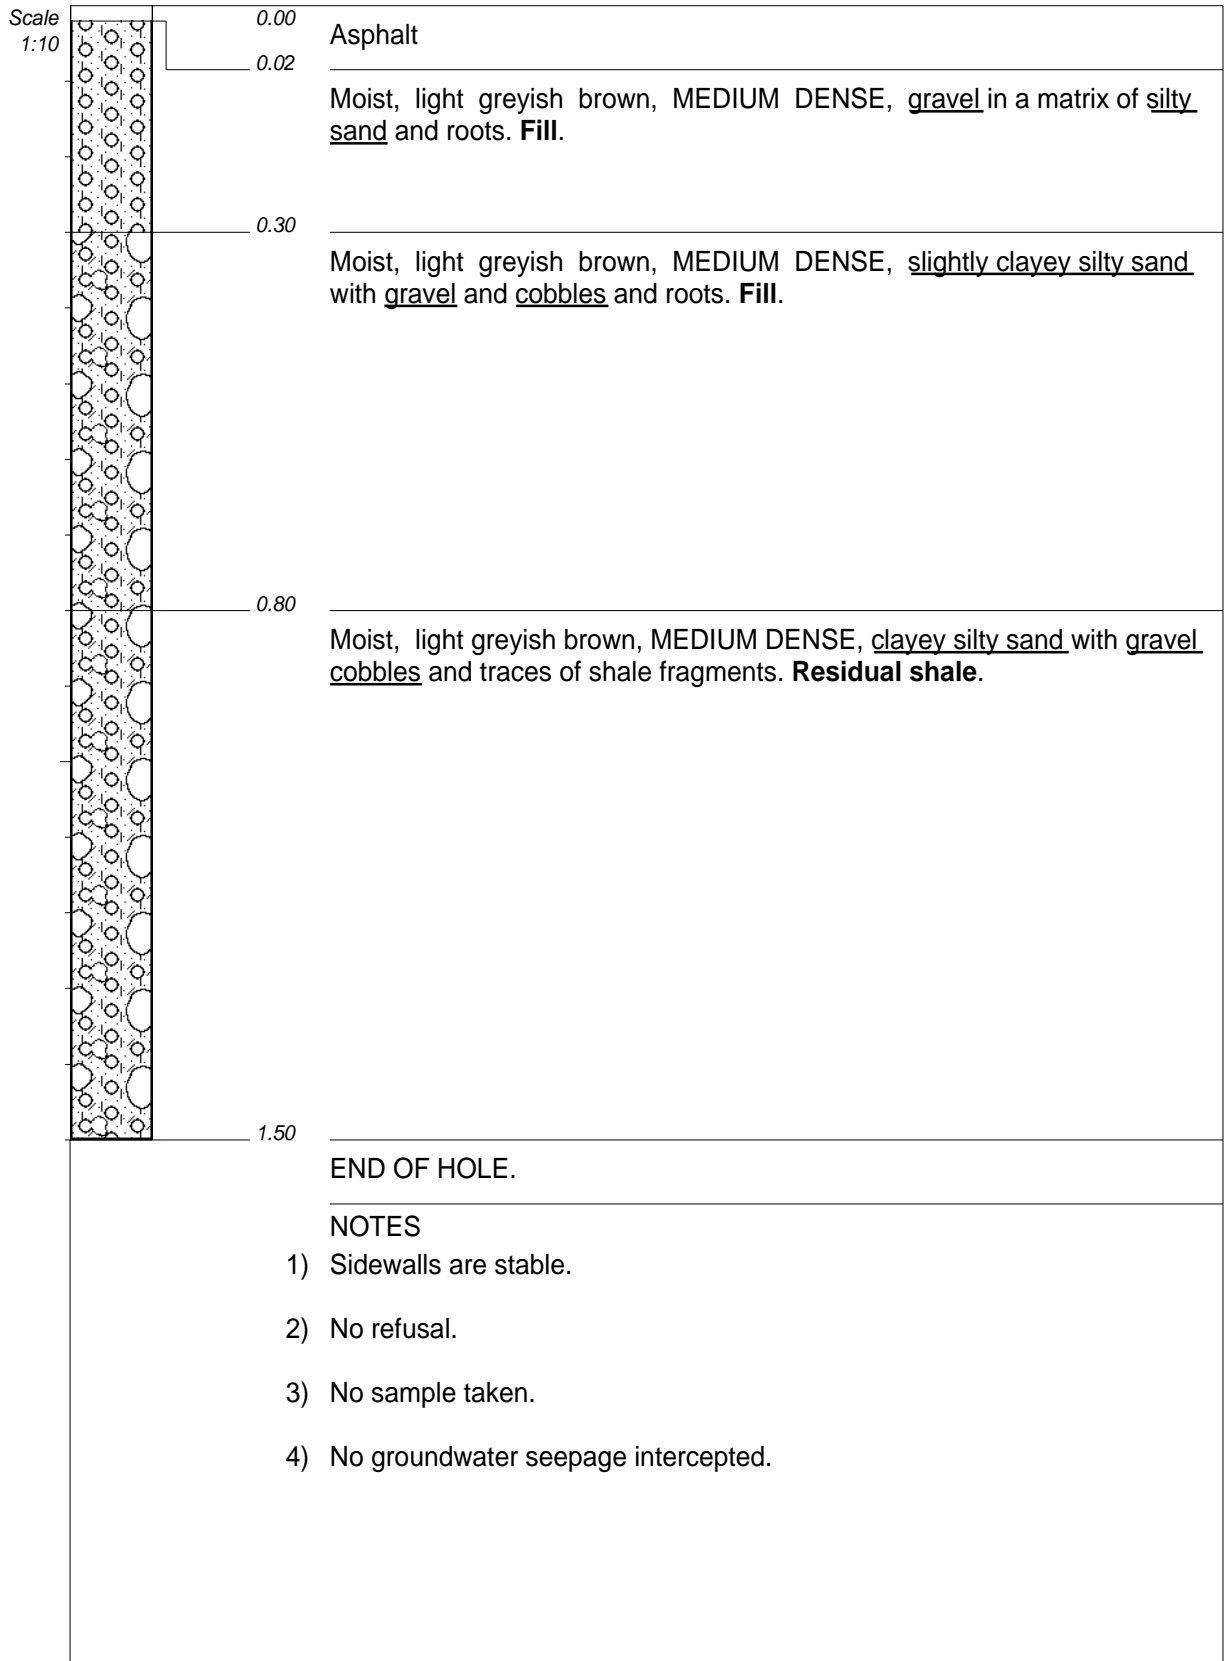 Scale
1:10
0.00
Asphalt
0.02
Moist, light greyish brown, MEDIUM DENSE, gravel in a matrix of silty
sand and roots. Fill.
0.30
Moist, light greyish brown, MEDIUM DENSE, slightly clayey silty sand
with gravel and cobbles and roots. Fill.
0.80
Moist, light greyish brown, MEDIUM DENSE, clayey silty sand with gravel
cobbles and traces of shale fragments. Residual shale.
1.50
END OF HOLE.
NOTES
1) Sidewalls are stable.
2) No refusal.
3) No sample taken.
4) No groundwater seepage intercepted.